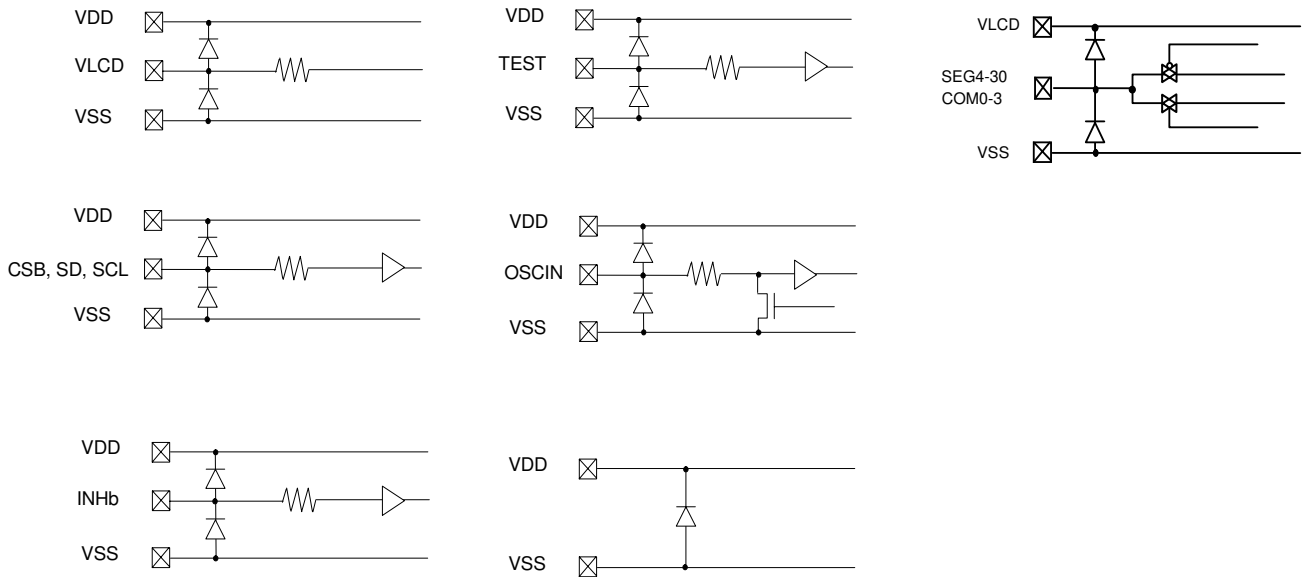 VDD
VLCD
VSS
VDD
TEST
VSS
VLCD
SEG4-30
COM0-3
VSS
VDD
CSB, SD, SCL
VSS
VDD
OSCIN
VSS
VDD
INHb
VSS
VDD
VSS